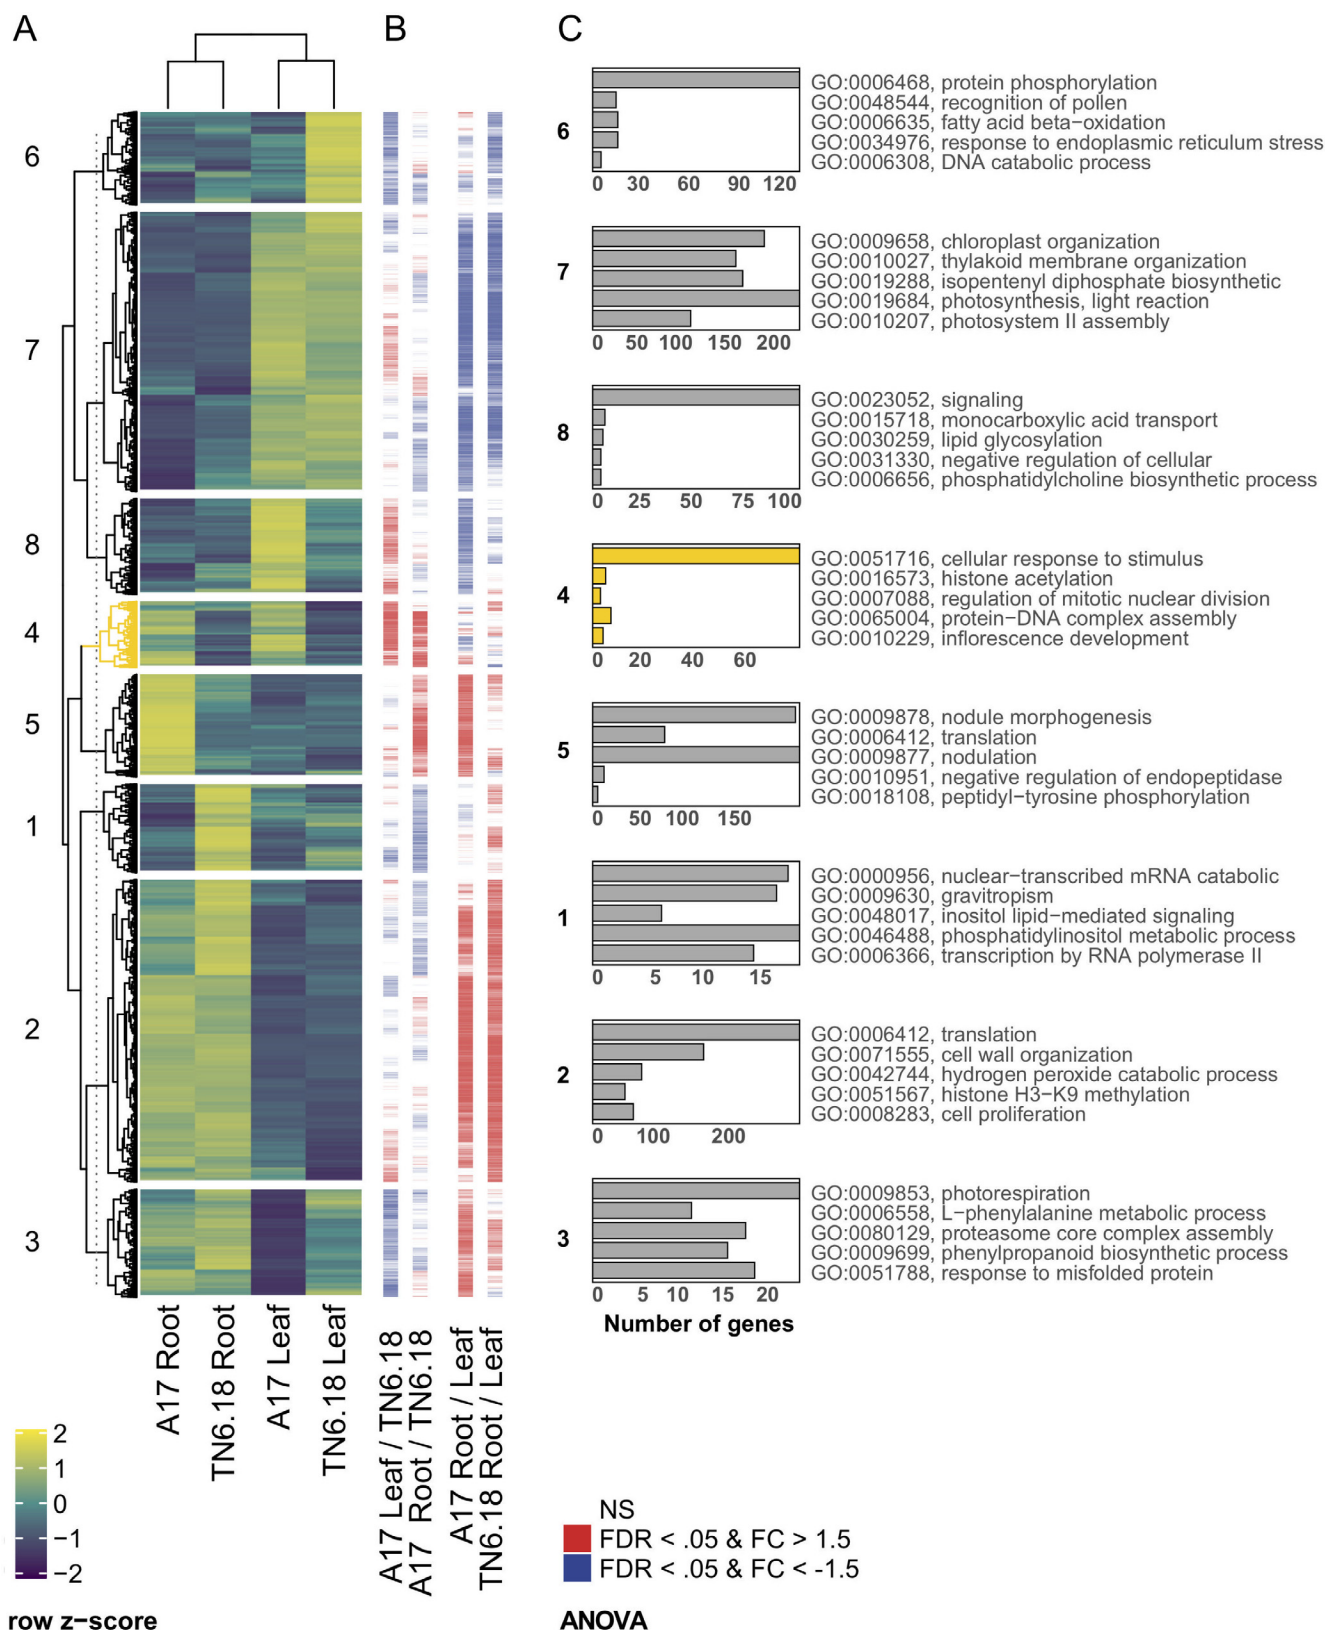 A
B
C
6
7
8
4
5
1
2
3
A17 Root
TN6.18 Root
A17 Leaf
TN6.18 Leaf
A17 Leaf / TN6.18
A17 Root / TN6.18
A17 Root / Leaf
TN6.18 Root / Leaf
2
1
0
−1
−2
row z−score
6
GO:0006468, protein phosphorylation
GO:0048544, recognition of pollen
GO:0006635, fatty acid beta−oxidation
GO:0034976, response to endoplasmic reticulum stress
GO:0006308, DNA catabolic process
0 30 60 90 120
7
GO:0009658, chloroplast organization
GO:0010027, thylakoid membrane organization
GO:0019288, isopentenyl diphosphate biosynthetic
GO:0019684, photosynthesis, light reaction
GO:0010207, photosystem II assembly
0 50 100 150 200
8
GO:0023052, signaling
GO:0015718, monocarboxylic acid transport
GO:0030259, lipid glycosylation
GO:0031330, negative regulation of cellular
GO:0006656, phosphatidylcholine biosynthetic process
0 25 50 75 100
4
GO:0051716, cellular response to stimulus
GO:0016573, histone acetylation
GO:0007088, regulation of mitotic nuclear division
GO:0065004, protein−DNA complex assembly
GO:0010229, inflorescence development
0 20 40 60
5
GO:0009878, nodule morphogenesis
GO:0006412, translation
GO:0009877, nodulation
GO:0010951, negative regulation of endopeptidase
GO:0018108, peptidyl−tyrosine phosphorylation
0 50 100 150
1
GO:0000956, nuclear−transcribed mRNA catabolic
GO:0009630, gravitropism
GO:0048017, inositol lipid−mediated signaling
GO:0046488, phosphatidylinositol metabolic process
GO:0006366, transcription by RNA polymerase II
0 5 10 15
2
GO:0006412, translation
GO:0071555, cell wall organization
GO:0042744, hydrogen peroxide catabolic process
GO:0051567, histone H3−K9 methylation
GO:0008283, cell proliferation
0 100 200
3
GO:0009853, photorespiration
GO:0006558, L−phenylalanine metabolic process
GO:0080129, proteasome core complex assembly
GO:0009699, phenylpropanoid biosynthetic process
GO:0051788, response to misfolded protein
0 5 10 15 20
Number of genes
NS
FDR < .05 & FC > 1.5
FDR < .05 & FC < -1.5
ANOVA